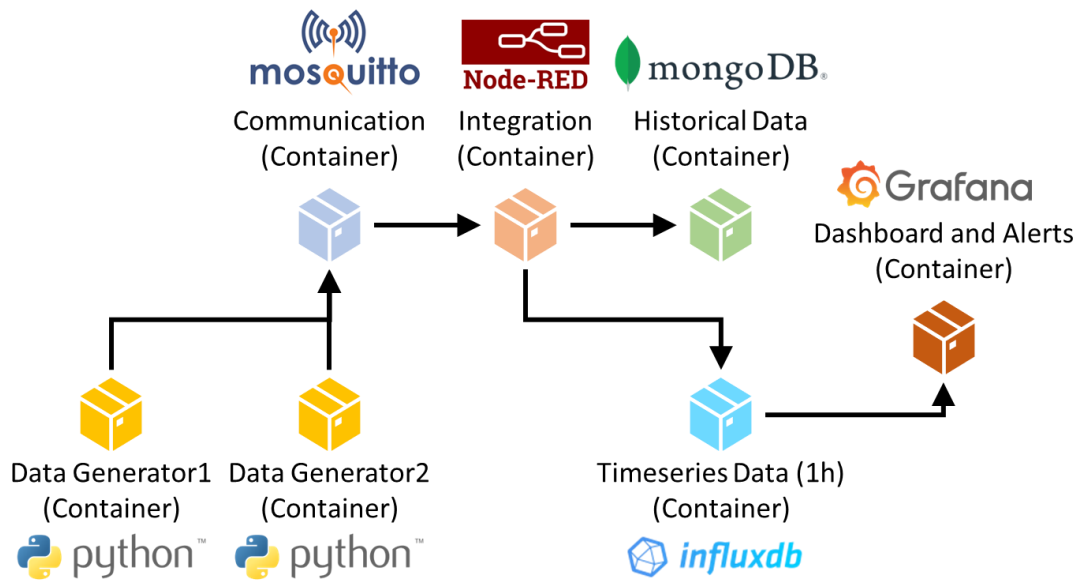 mosquitto
Communication
(Container)
Node-RED
Integration
(Container)
mongoDB®
Historical Data
(Container)
Grafana
Dashboard and Alerts
(Container)
Data Generator1
(Container)
python™
Data Generator2
(Container)
python™
Timeseries Data (1h)
(Container)
influxdb